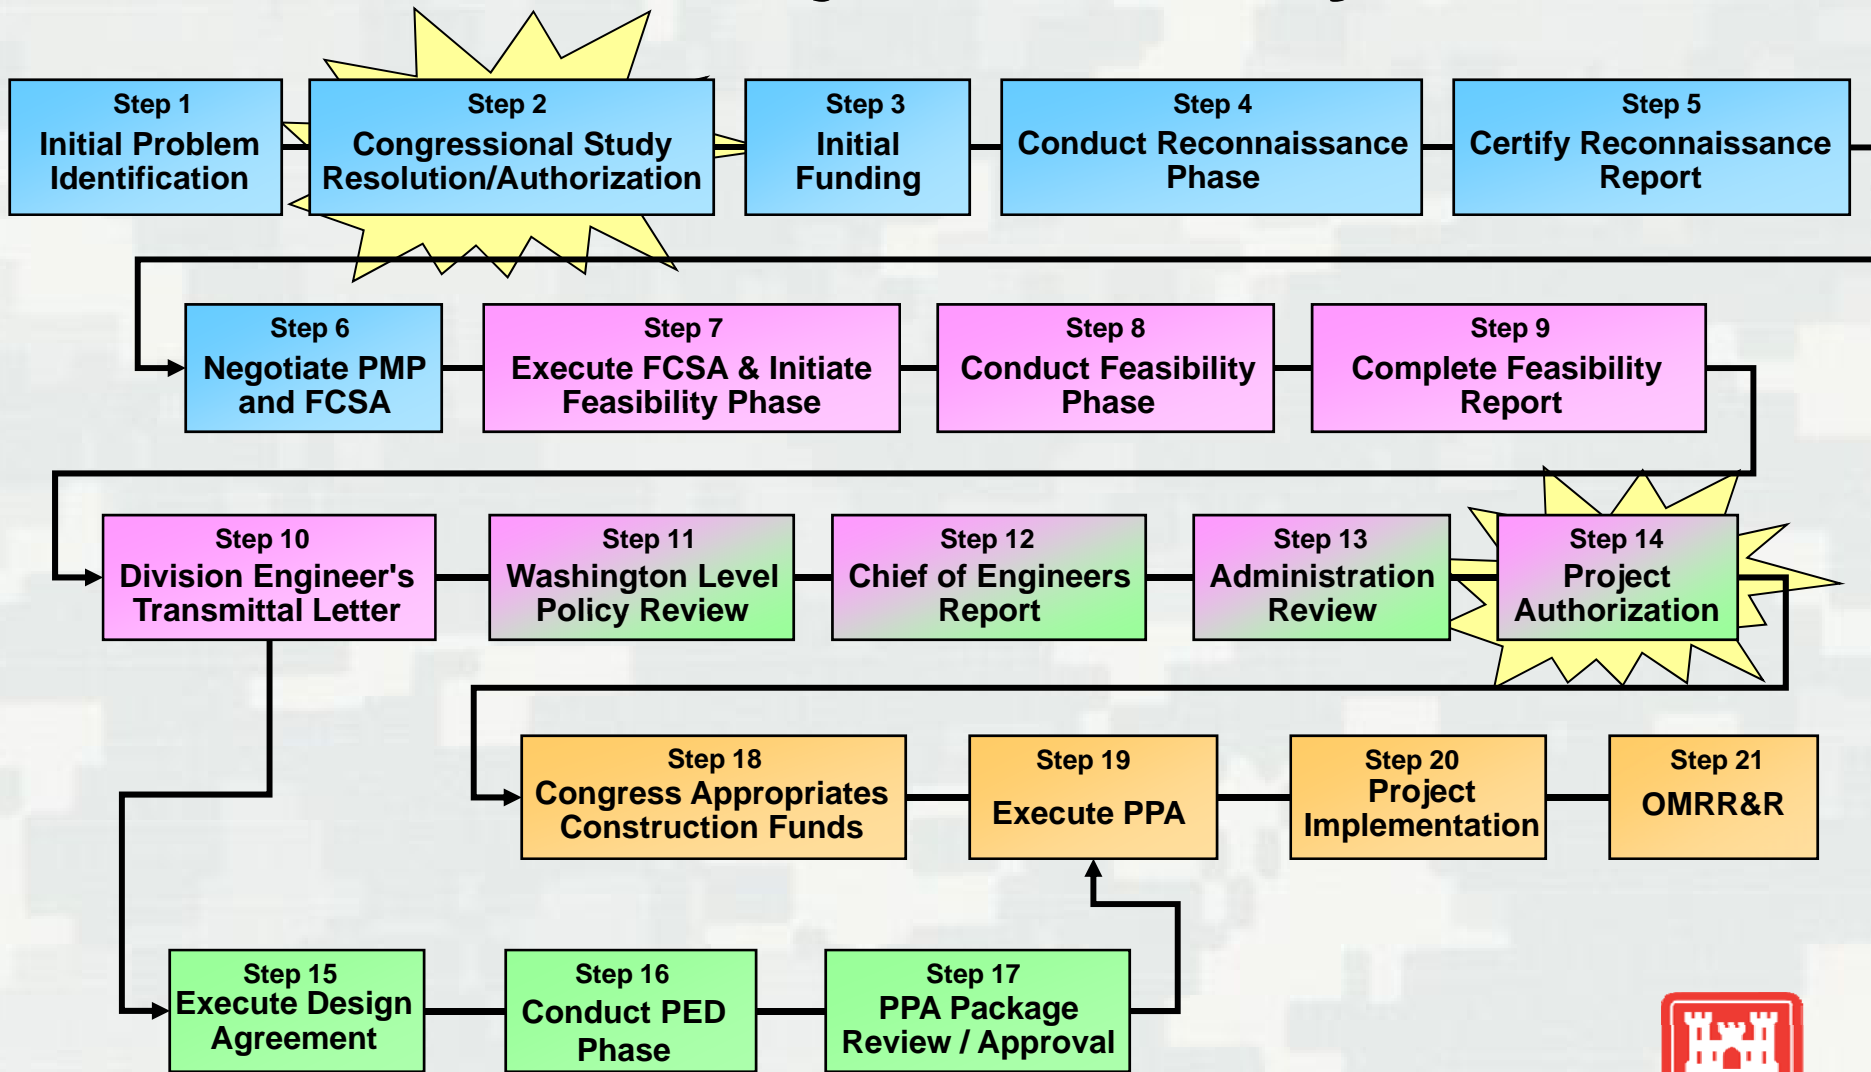 Step 1
Initial Problem
Identification
Step 2
Congressional Study
Resolution/Authorization
Step 3
Initial
Funding
Step 4
Conduct Reconnaissance
Phase
Step 5
Certify Reconnaissance
Report
Step 6
Negotiate PMP
and FCSA
Step 7
Execute FCSA & Initiate
Feasibility Phase
Step 8
Conduct Feasibility
Phase
Step 9
Complete Feasibility
Report
Step 10
Division Engineer's
Transmittal Letter
Step 11
Washington Level
Policy Review
Step 12
Chief of Engineers
Report
Step 13
Administration
Review
Step 14
Project
Authorization
Step 18
Congress Appropriates
Construction Funds
Step 19
Execute PPA
Step 20
Project
Implementation
Step 21
OMRR&R
Step 15
Execute Design
Agreement
Step 16
Conduct PED
Phase
Step 17
PPA Package
Review / Approval